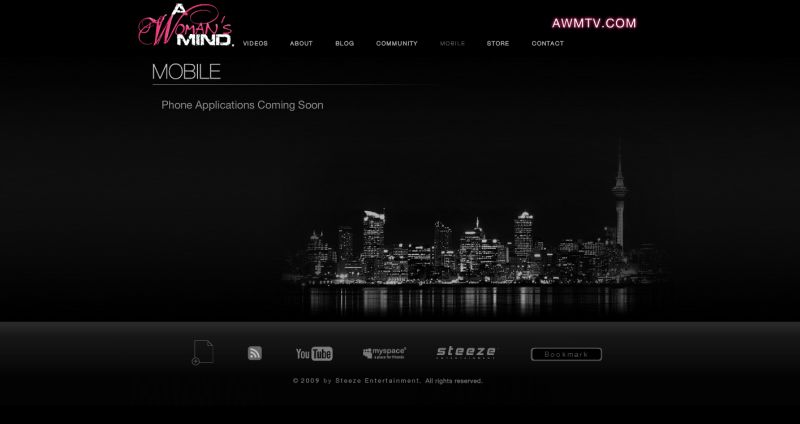 A
Woman's
MIND.
AWMTV.COM
VIDEOS ABOUT BLOG COMMUNITY MOBILE STORE CONTACT
MOBILE
Phone Applications Coming Soon
YouTube
myspace
a place for friends
steeze
ENTERTAINMENT
Bookmark
© 2009 by Steeze Entertainment. All rights reserved.